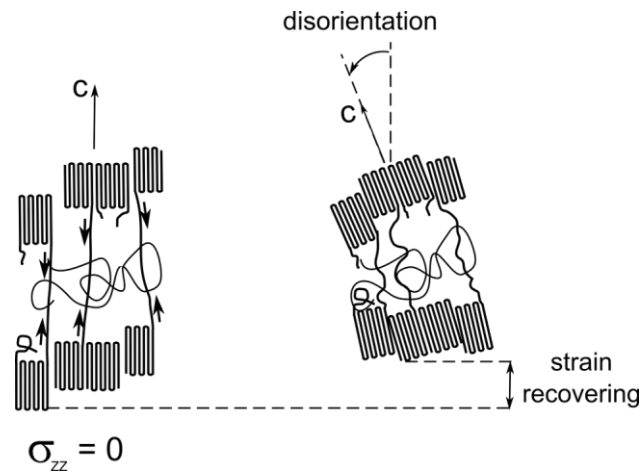 disorientation
c
c
strain
recovering
σzz = 0